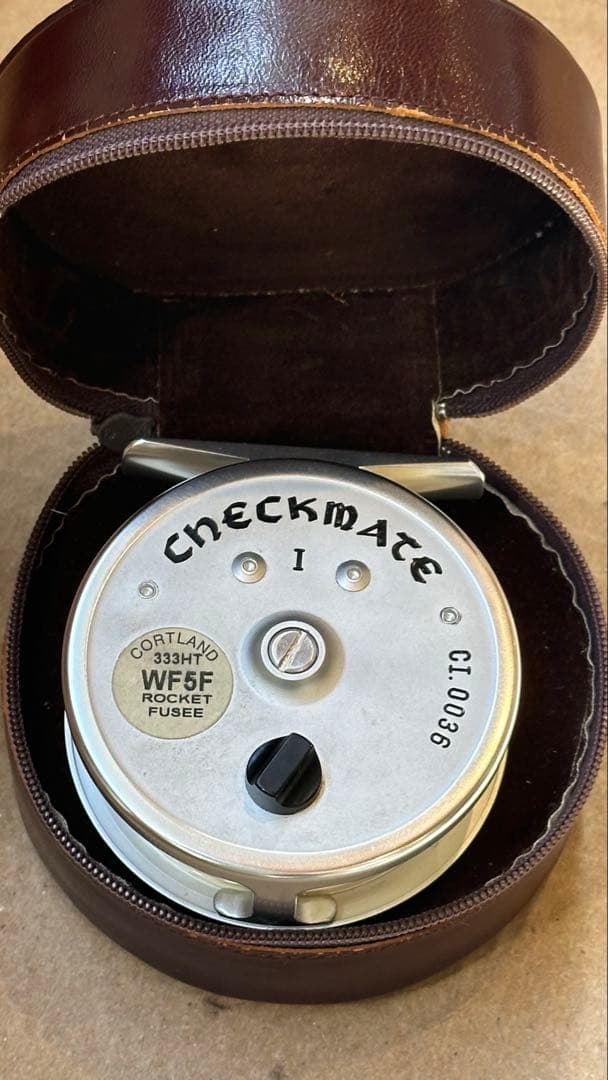 CHECKMATE
I
CI.0036
CORTLAND
333HT
WF5F
ROCKET
FUSEE